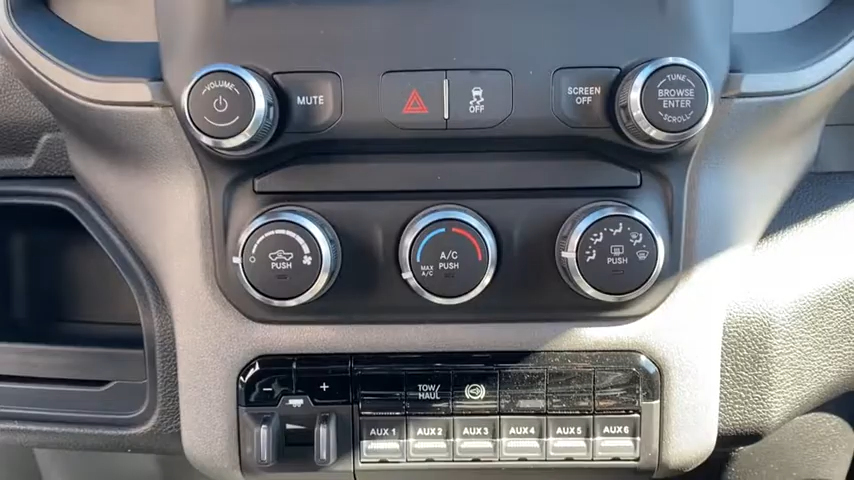 VOLUME
MUTE
OFF
SCREEN
OFF
TUNE
BROWSE
ENTER
SCROLL
PUSH
A/C
PUSH
MAX
A/C
PUSH
- +
TOW/
HAUL
AUX 1
AUX 2
AUX 3
AUX 4
AUX 5
AUX 6